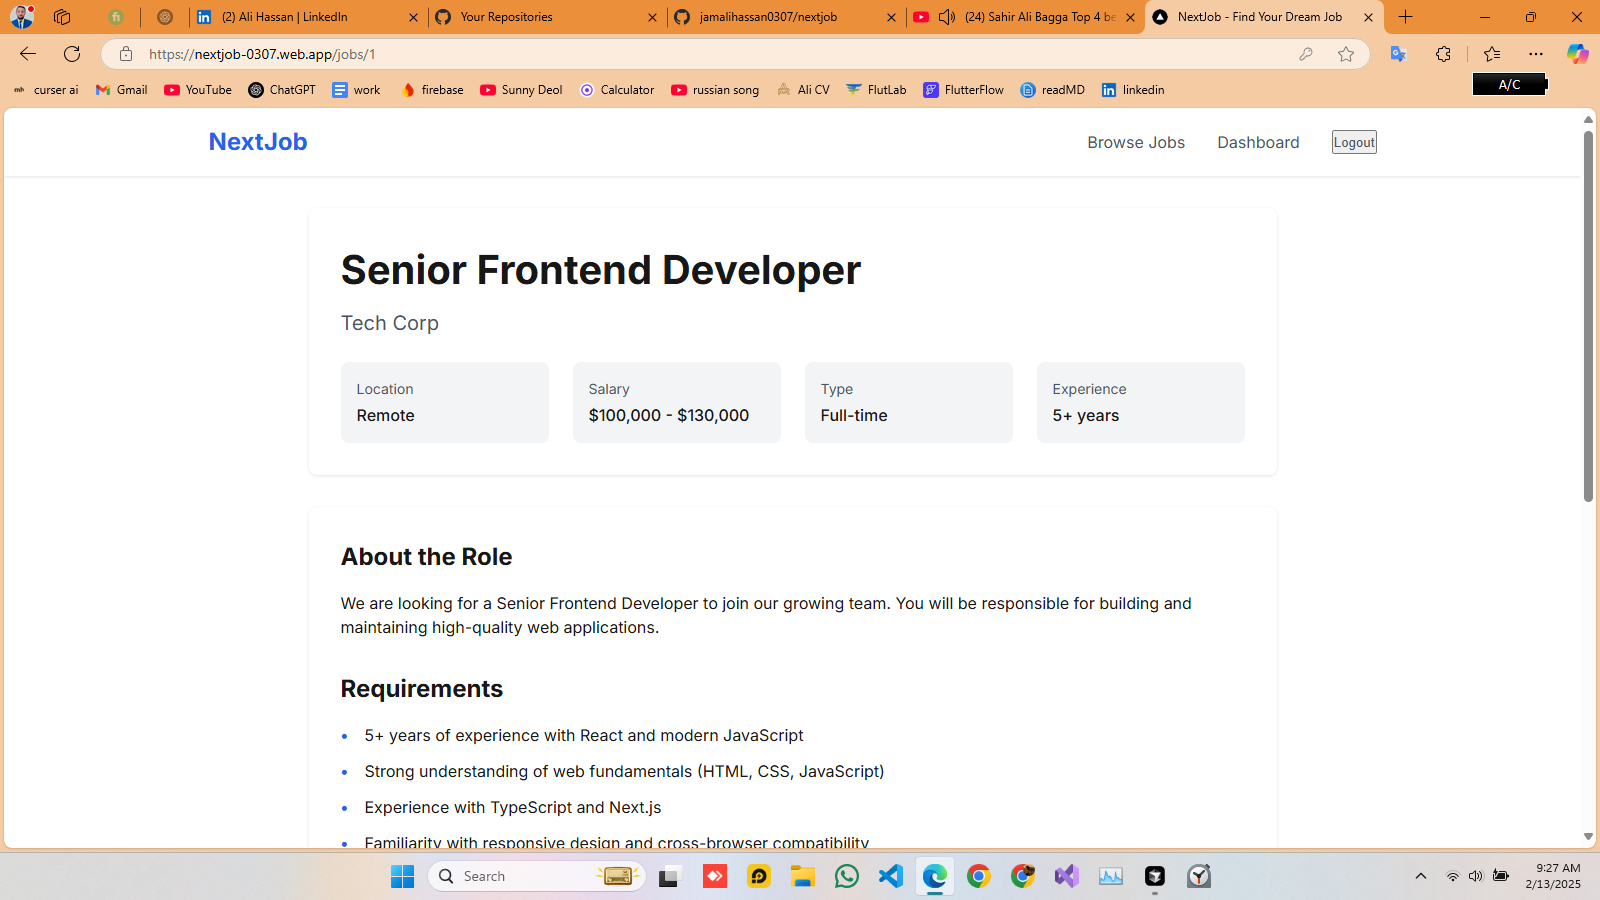 (2) Ali Hassan | LinkedIn
Your Repositories
jamalihassan0307/nextjob
(24) Sahir Ali Bagga Top 4 be
NextJob - Find Your Dream Job
https://nextjob-0307.web.app/jobs/1
curser ai
Gmail
YouTube
ChatGPT
work
firebase
Sunny Deol
Calculator
russian song
Ali CV
FlutLab
FlutterFlow
readMD
linkedin
A/C
NextJob
Browse Jobs
Dashboard
Logout
Senior Frontend Developer
Tech Corp
Location
Remote
Salary
$100,000 - $130,000
Type
Full-time
Experience
5+ years
About the Role
We are looking for a Senior Frontend Developer to join our growing team. You will be responsible for building and
maintaining high-quality web applications.
Requirements
• 5+ years of experience with React and modern JavaScript
• Strong understanding of web fundamentals (HTML, CSS, JavaScript)
• Experience with TypeScript and Next.js
• Familiarity with responsive design and cross-browser compatibility
Search
9:27 AM
2/13/2025